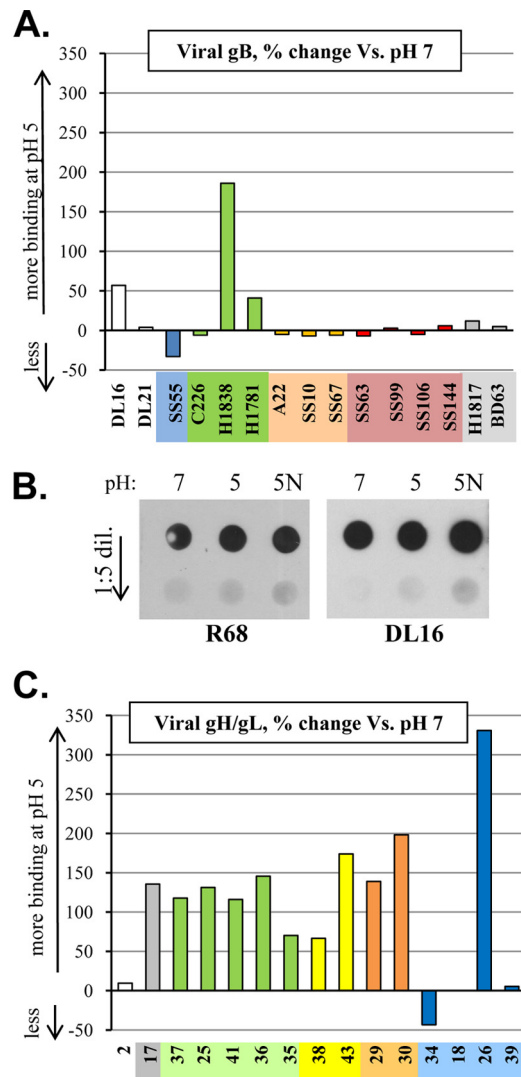 A.
Viral gB, % change Vs. pH 7
350
300
250
200
150
100
50
0
-50
more binding at pH 5
less
DL16 DL21 SS55 C226 H1838 H1781 A22 SS10 SS67 SS63 SS99 SS106 SS144 H1817 BD63
B.
pH: 7 5 5N 7 5 5N
1:5 dil.
R68 DL16
C.
Viral gH/gL, % change Vs. pH 7
350
300
250
200
150
100
50
0
-50
more binding at pH 5
less
2 17 37 25 41 36 35 38 43 29 30 34 18 26 39